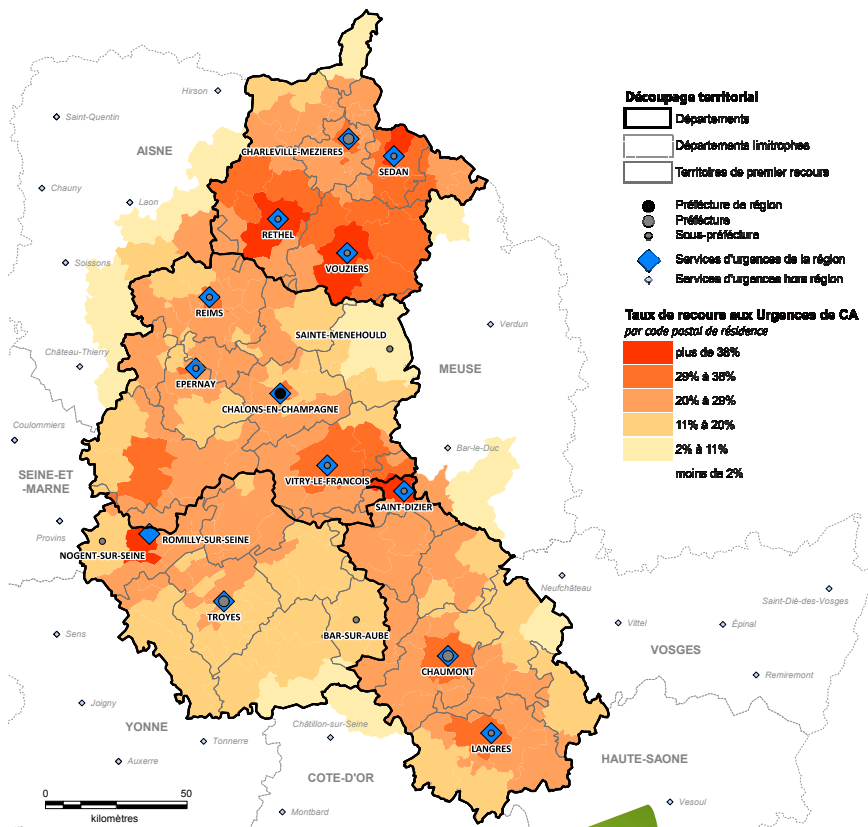 Hirson
Saint-Quentin
AISNE
CHARLEVILLE-MEZIERES
SEDAN
Chauny
Laon
RETHEL
VOUZIERS
Soissons
REIMS
SAINTE-MENEHOULD
Verdun
Château-Thierry
EPERNAY
MEUSE
CHALONS-EN-CHAMPAGNE
Coulommiers
Bar-le-Duc
SEINE-ET
-MARNE
VITRY-LE-FRANCOIS
SAINT-DIZIER
Provins
ROMILLY-SUR-SEINE
NOGENT-SUR-SEINE
Neufchâteau
Saint-Dié-des-Vosges
TROYES
Sens
BAR-SUR-AUBE
Vittel
Épinal
VOSGES
CHAUMONT
Remiremont
Joigny
YONNE
Châtillon-sur-Seine
Tonnerre
LANGRES
Auxerre
COTE-D'OR
HAUTE-SAONE
Montbard
Vesoul
0
50
kilomètres
Découpage territorial
Départements
Départements limitrophes
Territoires de premier recours
Préfécture de région
Préfécture
Sous-préfécture
Services d'urgences de la région
Services d'urgences hors région
Taux de recours aux Urgences de CA
par code postal de résidence
plus de 38%
29% à 38%
20% à 29%
11% à 20%
2% à 11%
moins de 2%